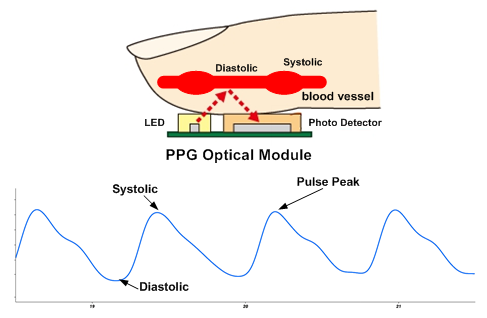 Diastolic
Systolic
blood vessel
LED
Photo Detector
PPG Optical Module
Systolic
Pulse Peak
Diastolic
19
20
21